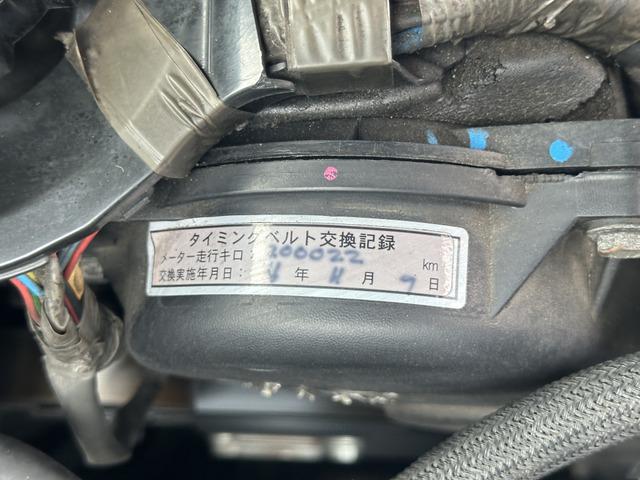 タイミングベルト交換記録
メーター走行キロ: 200022 km
交換実施年月日: 年 月 日